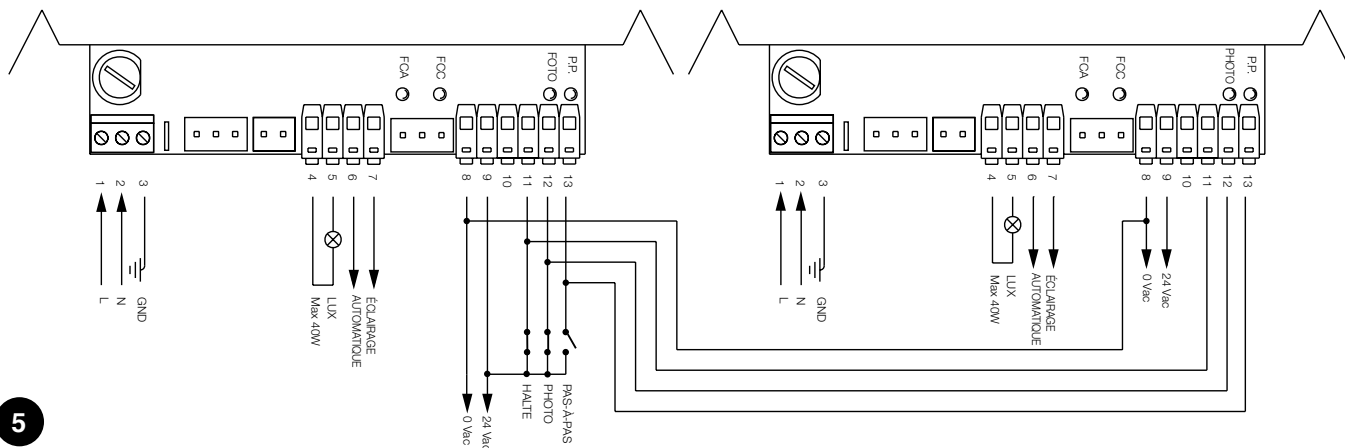 FCA
FCC
FOTO
P.P.
1
2
3
4
5
6
7
8
9
10
11
12
13
L
N
GND
Max 40W
LUX
AUTOMATIQUE
ÉCLAIRAGE
0 Vac
24 Vac
HALTE
PHOTO
PAS-À-PAS
FCA
FCC
PHOTO
P.P.
1
2
3
4
5
6
7
8
9
10
11
12
13
L
N
GND
Max 40W
LUX
AUTOMATIQUE
ÉCLAIRAGE
0 Vac
24 Vac
5